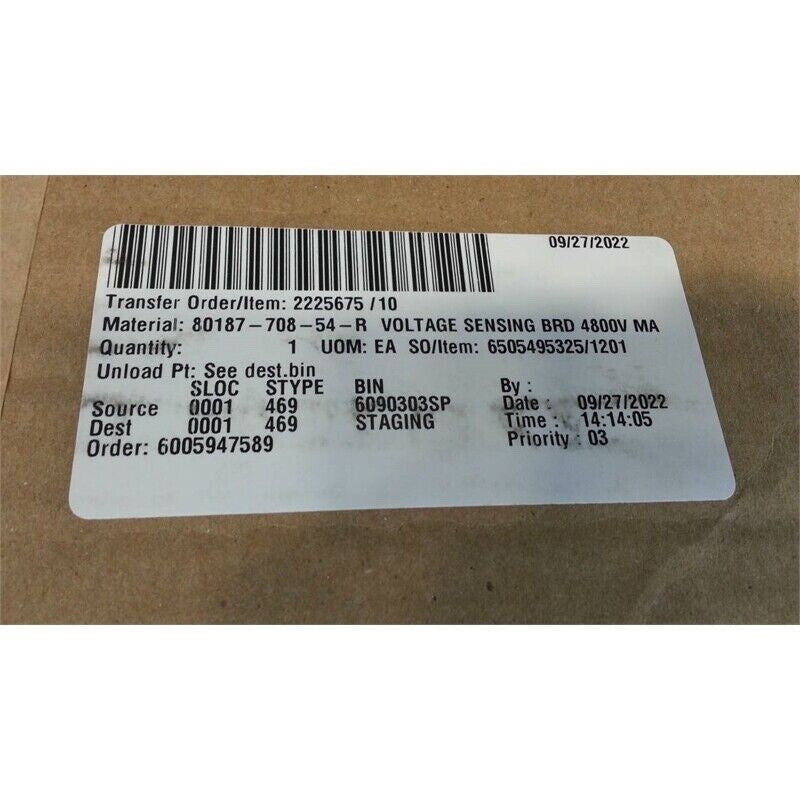 09/27/2022
Transfer Order/Item: 2225675 /10
Material: 80187-708-54-R VOLTAGE SENSING BRD 4800V MA
Quantity: 1 UOM: EA SO/Item: 6505495325/1201
Unload Pt: See dest.bin
SLOC STYPE BIN By :
Source 0001 469 6090303SP Date : 09/27/2022
Dest 0001 469 STAGING Time : 14:14:05
Order: 6005947589 Priority : 03